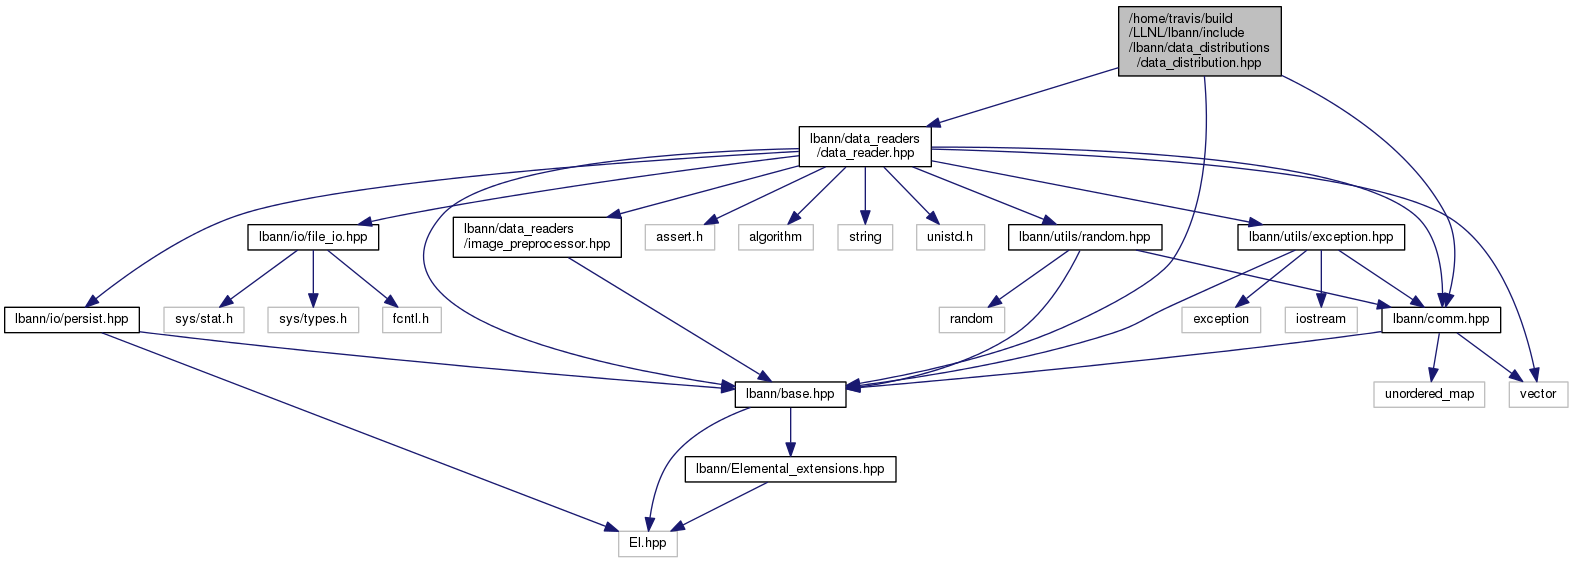 /home/travis/build
/LLNL/lbann/include
/lbann/data_distributions
/data_distribution.hpp
lbann/data_readers
/data_reader.hpp
lbann/io/file_io.hpp
lbann/data_readers
/image_preprocessor.hpp
assert.h
algorithm
string
unistd.h
lbann/utils/random.hpp
lbann/utils/exception.hpp
lbann/io/persist.hpp
sys/stat.h
sys/types.h
fcntl.h
random
exception
iostream
lbann/comm.hpp
lbann/base.hpp
unordered_map
vector
lbann/Elemental_extensions.hpp
El.hpp